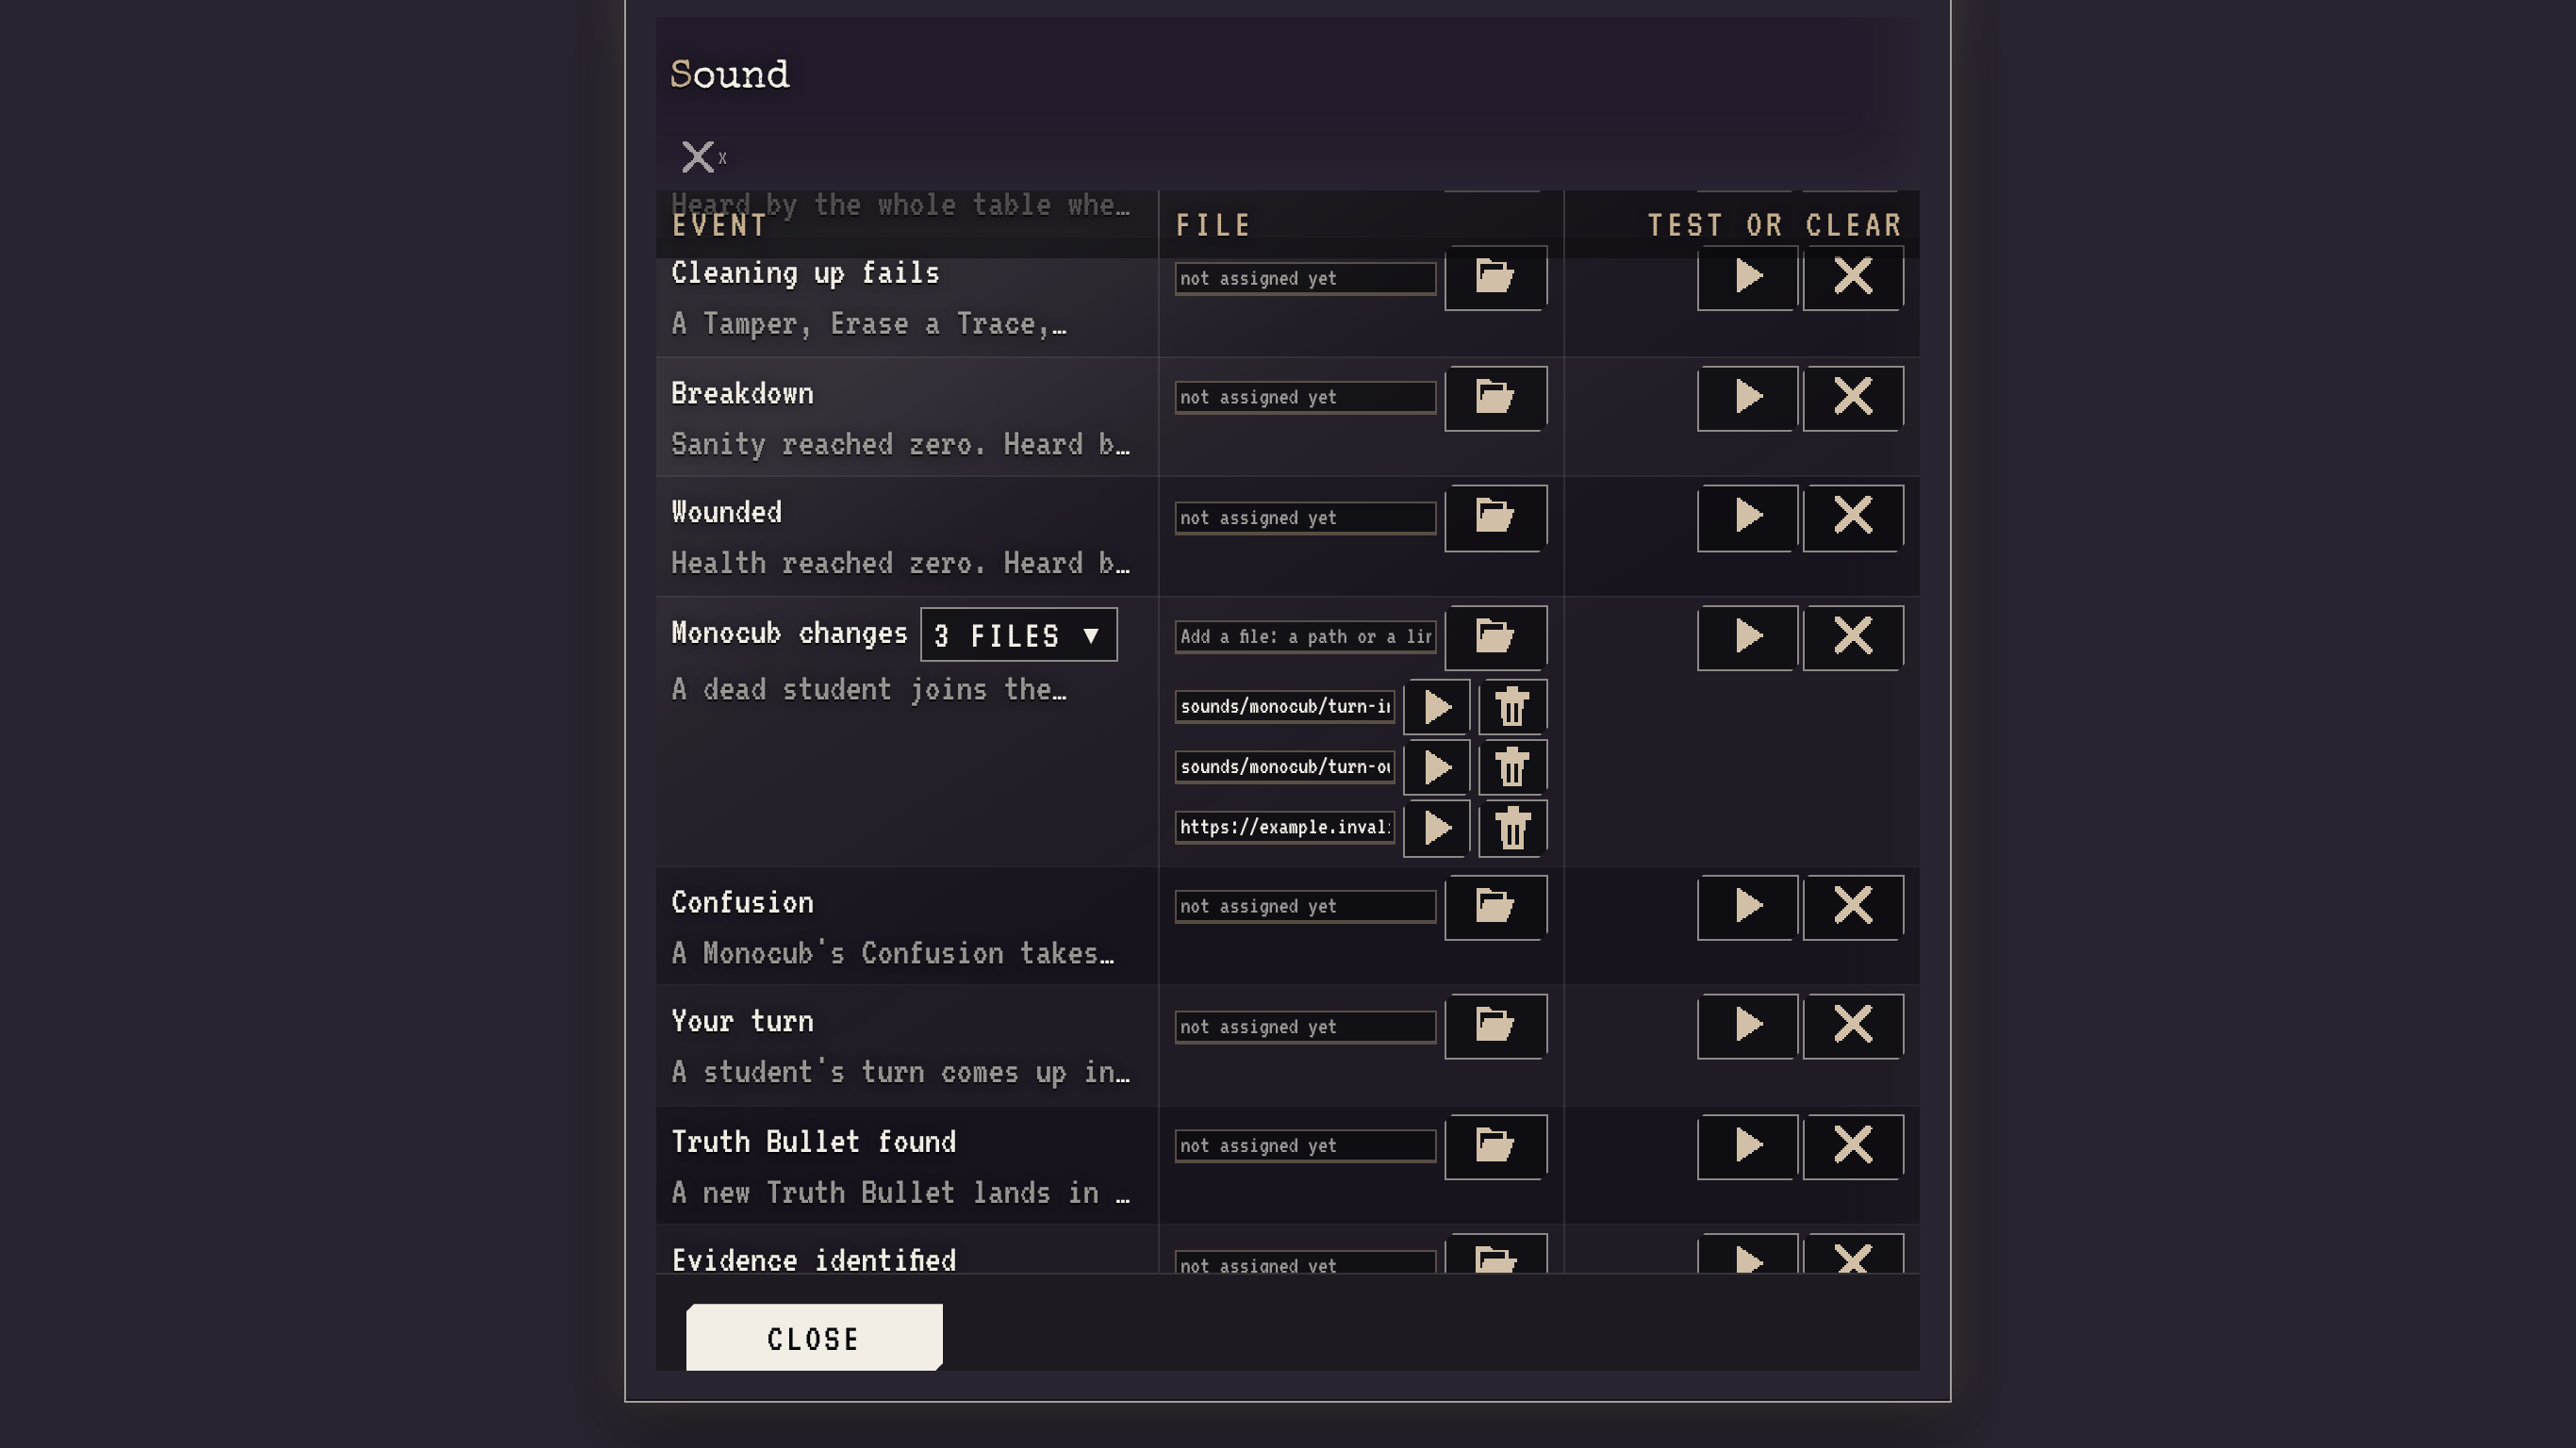 Sound
x
Heard by the whole table whe…
EVENT FILE TEST OR CLEAR
Cleaning up fails
not assigned yet
A Tamper, Erase a Trace,…
Breakdown
not assigned yet
Sanity reached zero. Heard b…
Wounded
not assigned yet
Health reached zero. Heard b…
Monocub changes 3 FILES ▼
Add a file: a path or a lin
A dead student joins the…
sounds/monocub/turn-in
sounds/monocub/turn-ou
https://example.invali
Confusion
not assigned yet
A Monocub's Confusion takes…
Your turn
not assigned yet
A student's turn comes up in…
Truth Bullet found
not assigned yet
A new Truth Bullet lands in …
Evidence identified
not assigned yet
CLOSE